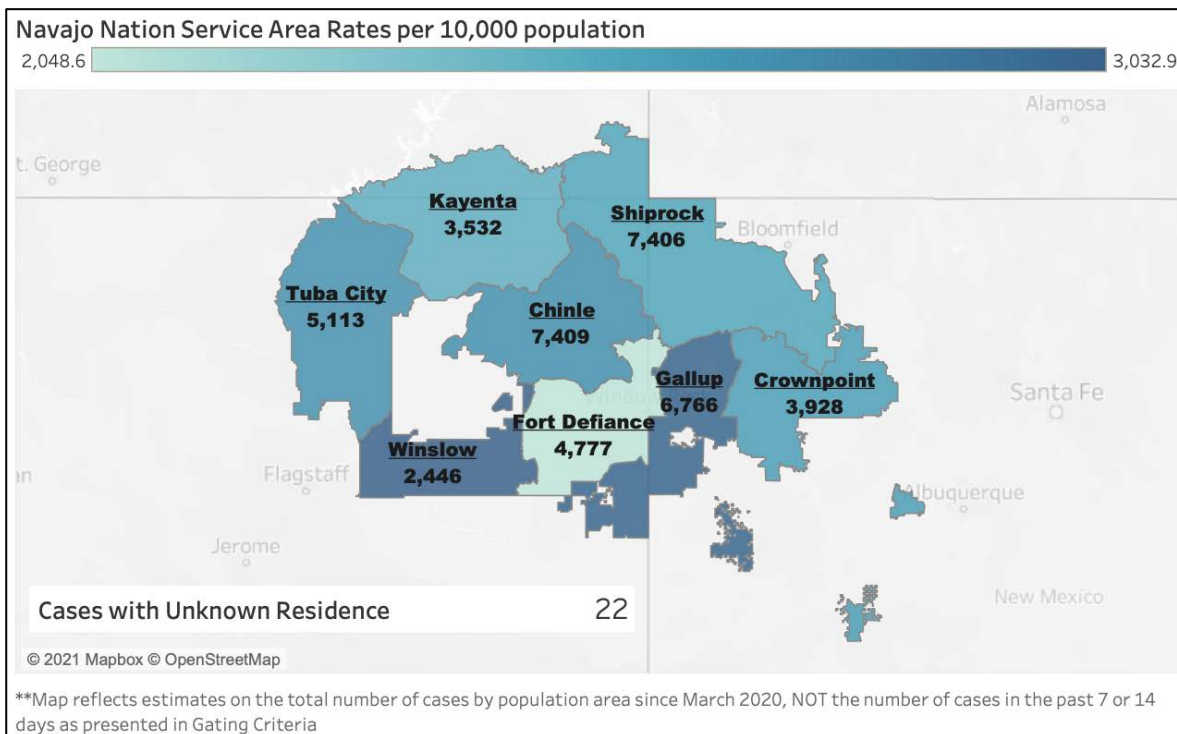 Navajo Nation Service Area Rates per 10,000 population
2,048.6 3,032.9
Alamosa
t. George
Kayenta
3,532
Shiprock
7,406
Bloomfield
Tuba City
5,113
Chinle
7,409
Gallup
6,766
Crownpoint
3,928
Santa Fe
Fort Defiance
4,777
Winslow
2,446
Flagstaff
Albuquerque
Jerome
New Mexico
Cases with Unknown Residence 22
© 2021 Mapbox © OpenStreetMap
**Map reflects estimates on the total number of cases by population area since March 2020, NOT the number of cases in the past 7 or 14
days as presented in Gating Criteria